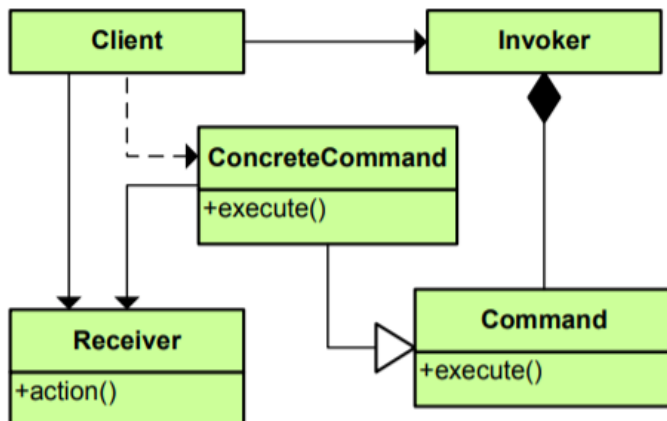 Client
Invoker
ConcreteCommand
+execute()
Receiver
+action()
Command
+execute()